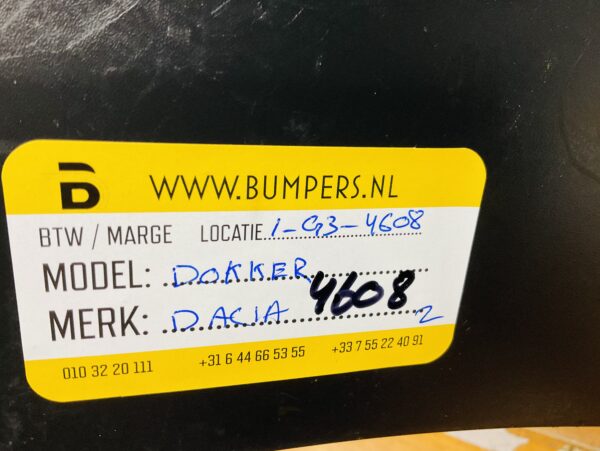 B WWW.BUMPERS.NL
BTW / MARGE LOCATIE 1-G3-4608
MODEL: DOKKER
MERK: DACIA 4608 2
010 32 20 111 +31 6 44 66 53 55 +33 7 55 22 40 91